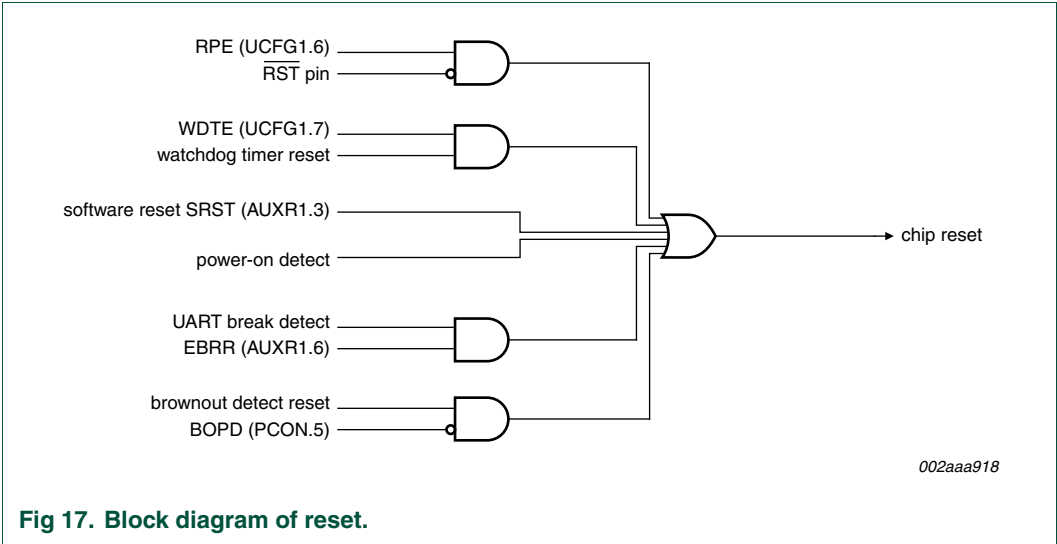 RPE (UCFG1.6)
R̅S̅T̅ pin
WDTE (UCFG1.7)
watchdog timer reset
software reset SRST (AUXR1.3)
chip reset
power-on detect
UART break detect
EBRR (AUXR1.6)
brownout detect reset
BOPD (PCON.5)
002aaa918
Fig 17. Block diagram of reset.